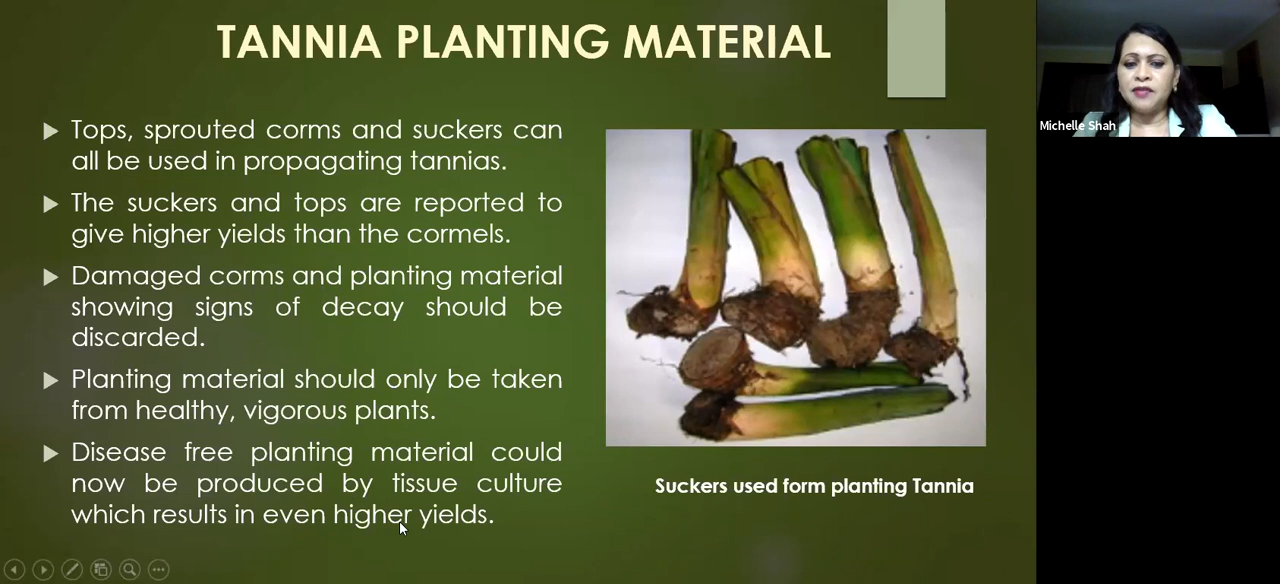 TANNIA PLANTING MATERIAL
Tops, sprouted corms and suckers can
all be used in propagating tannias.
The suckers and tops are reported to
give higher yields than the cormels.
Damaged corms and planting material
showing signs of decay should be
discarded.
Planting material should only be taken
from healthy, vigorous plants.
Disease free planting material could
now be produced by tissue culture
which results in even higher yields.
Suckers used form planting Tannia
Michelle Shah